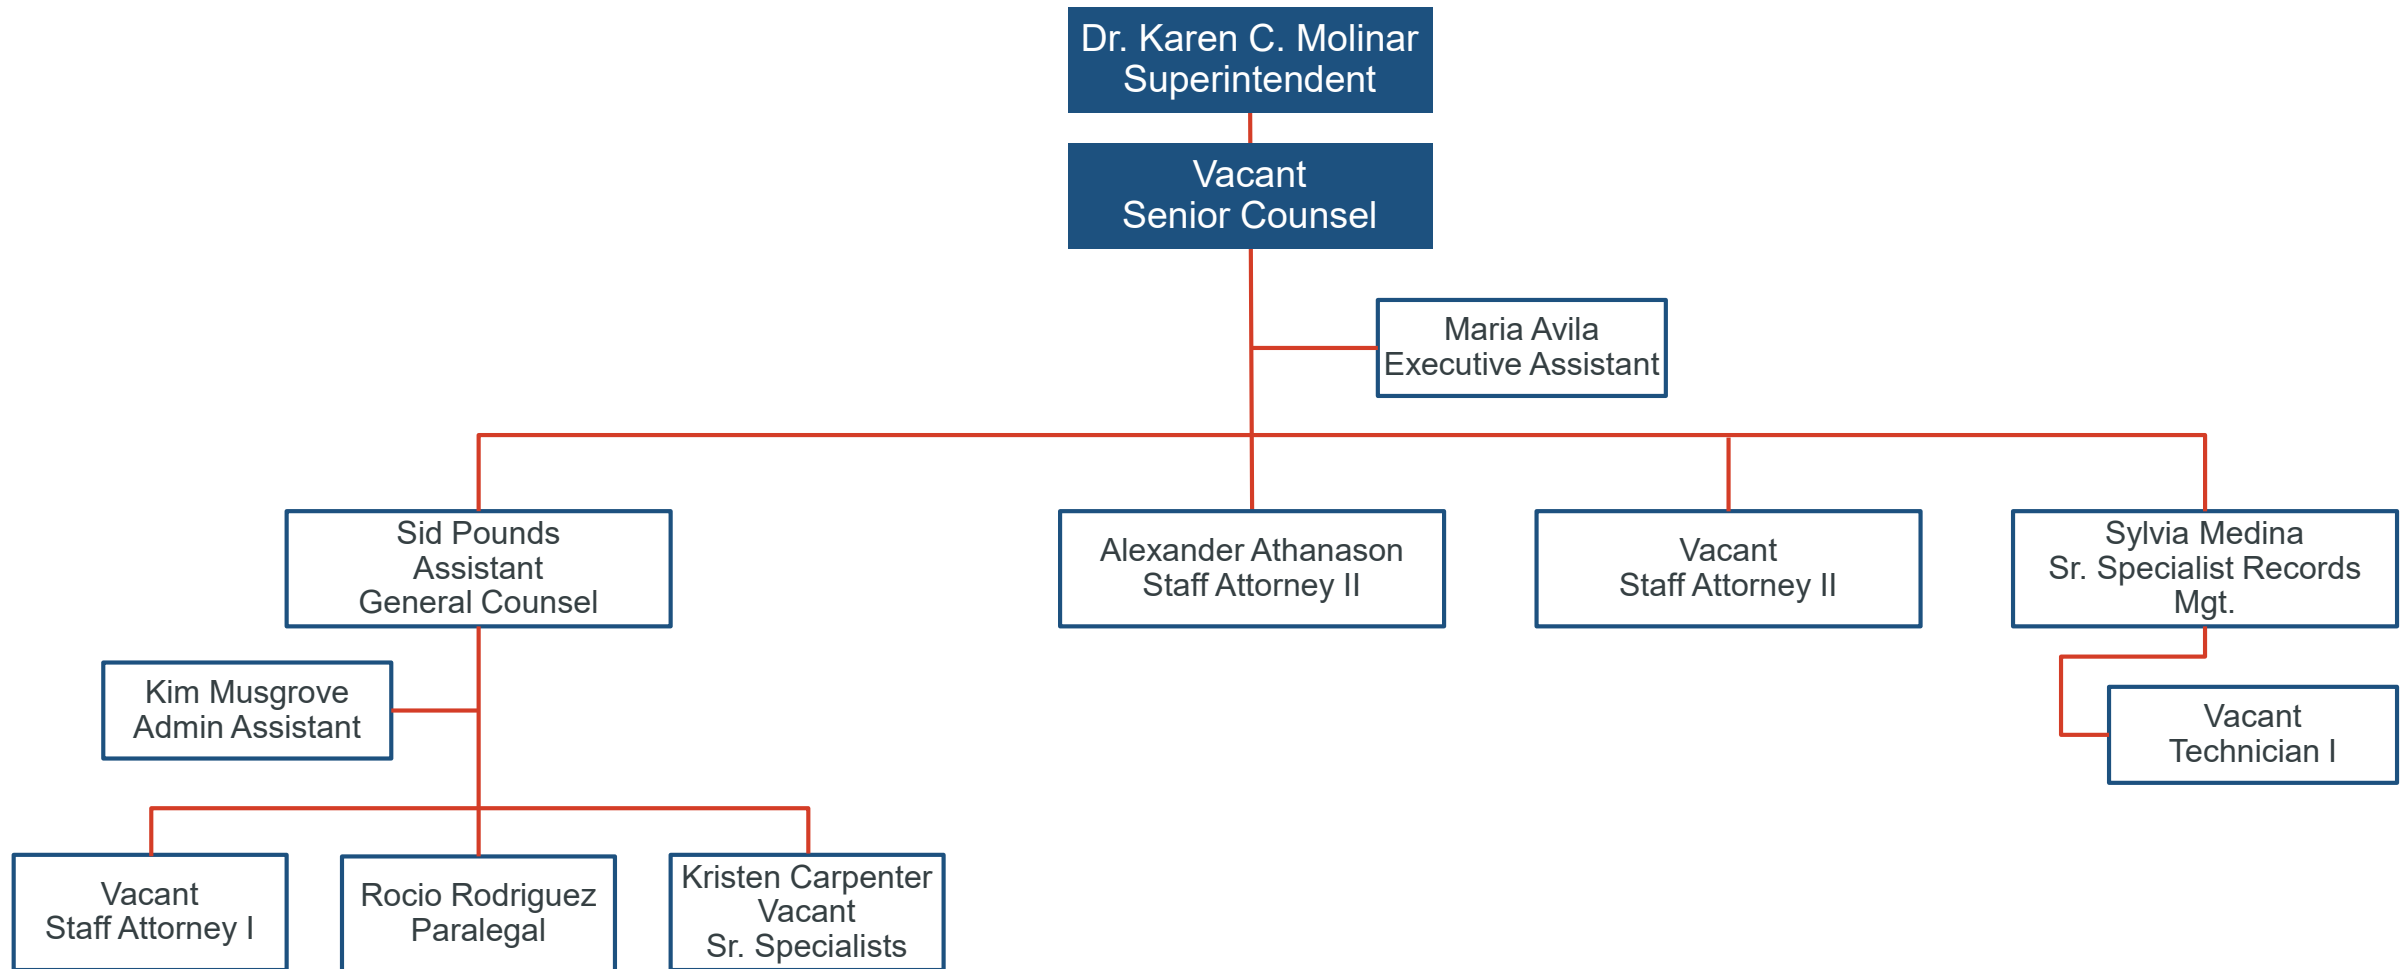 Dr. Karen C. Molinar
Superintendent
Vacant
Senior Counsel
Maria Avila
Executive Assistant
Sid Pounds
Assistant
General Counsel
Alexander Athanason
Staff Attorney II
Vacant
Staff Attorney II
Sylvia Medina
Sr. Specialist Records
Mgt.
Kim Musgrove
Admin Assistant
Vacant
Technician I
Vacant
Staff Attorney I
Rocio Rodriguez
Paralegal
Kristen Carpenter
Vacant
Sr. Specialists